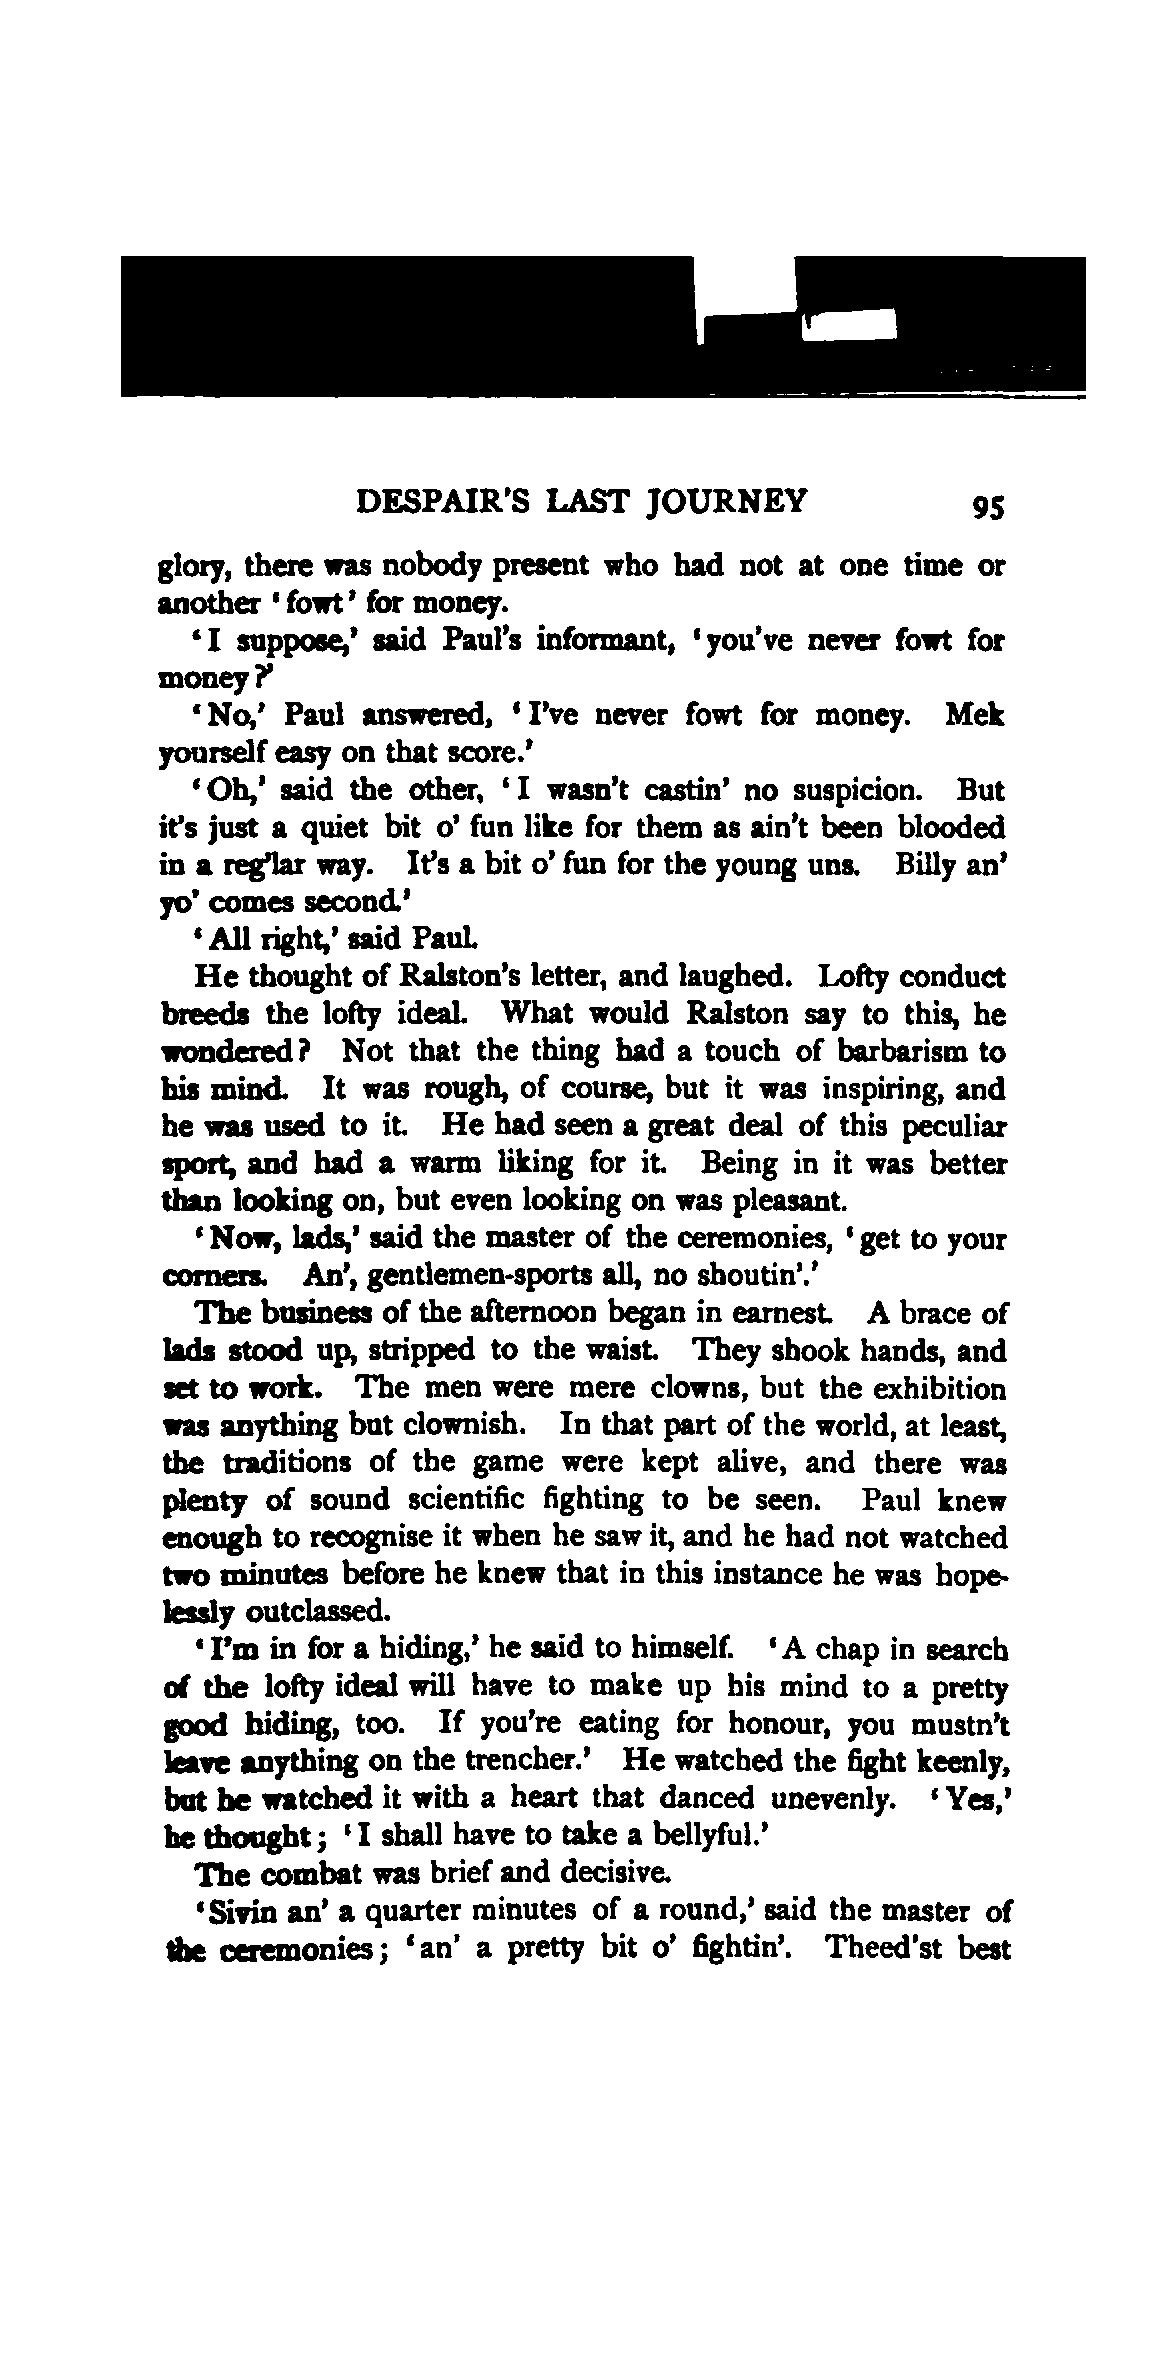 DESPAIR'S LAST JOURNEY 95
glory, there was nobody present who had not at one time or
another ‘fowt’ for money.
‘I suppose,’ said Paul's informant, ‘you've never fowt for
money?’
‘No,’ Paul answered, ‘I've never fowt for money. Mek
yourself easy on that score.’
‘Oh,’ said the other, ‘I wasn't castin’ no suspicion. But
it's just a quiet bit o’ fun like for them as ain't been blooded
in a reg'lar way. It's a bit o’ fun for the young uns. Billy an’
yo’ comes second.’
‘All right,’ said Paul.
He thought of Ralston's letter, and laughed. Lofty conduct
breeds the lofty ideal. What would Ralston say to this, he
wondered? Not that the thing had a touch of barbarism to
his mind. It was rough, of course, but it was inspiring, and
he was used to it. He had seen a great deal of this peculiar
sport, and had a warm liking for it. Being in it was better
than looking on, but even looking on was pleasant.
‘Now, lads,’ said the master of the ceremonies, ‘get to your
corners. An’, gentlemen-sports all, no shoutin’.’
The business of the afternoon began in earnest. A brace of
lads stood up, stripped to the waist. They shook hands, and
set to work. The men were mere clowns, but the exhibition
was anything but clownish. In that part of the world, at least,
the traditions of the game were kept alive, and there was
plenty of sound scientific fighting to be seen. Paul knew
enough to recognise it when he saw it, and he had not watched
two minutes before he knew that in this instance he was hope-
lessly outclassed.
‘I'm in for a hiding,’ he said to himself. ‘A chap in search
of the lofty ideal will have to make up his mind to a pretty
good hiding, too. If you're eating for honour, you mustn't
leave anything on the trencher.’ He watched the fight keenly,
but he watched it with a heart that danced unevenly. ‘Yes,’
he thought; ‘I shall have to take a bellyful.’
The combat was brief and decisive.
‘Sivin an’ a quarter minutes of a round,’ said the master of
the ceremonies; ‘an’ a pretty bit o’ fightin’. Theed'st best